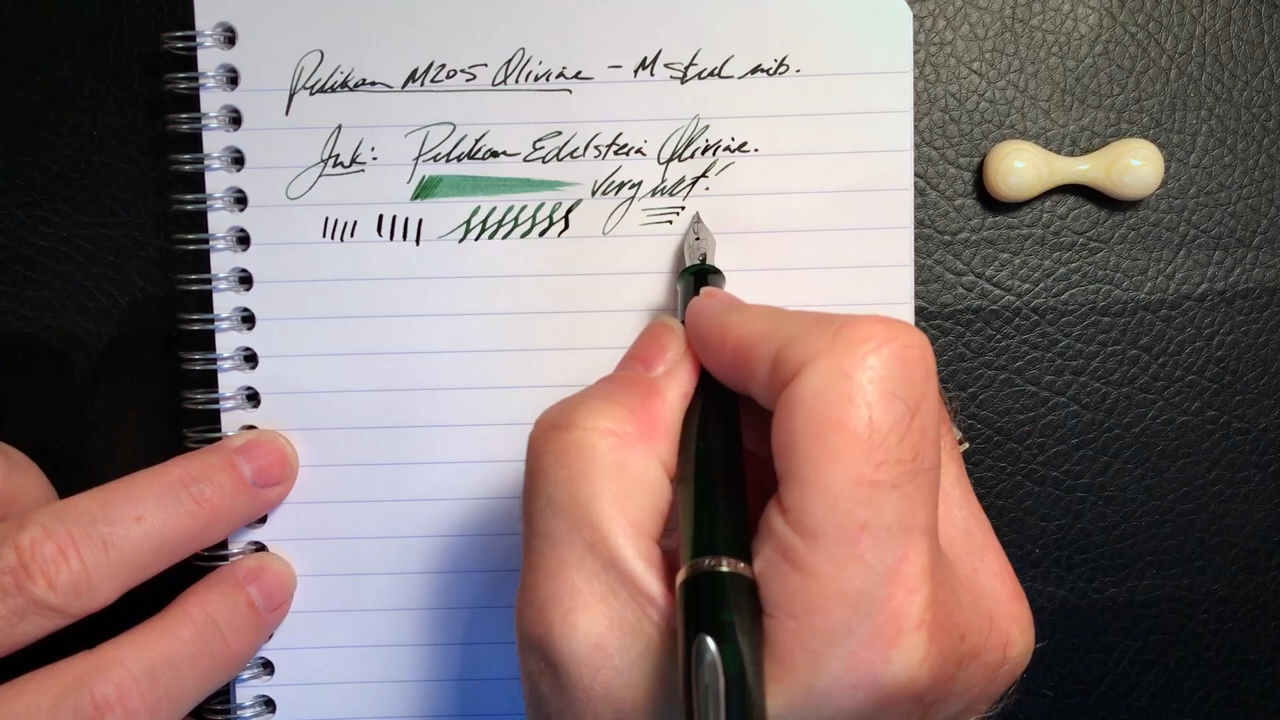 Pelikan M205 Olivine - M steel nib.
Ink: Pelikan Edelstein Olivine.
Very wet!